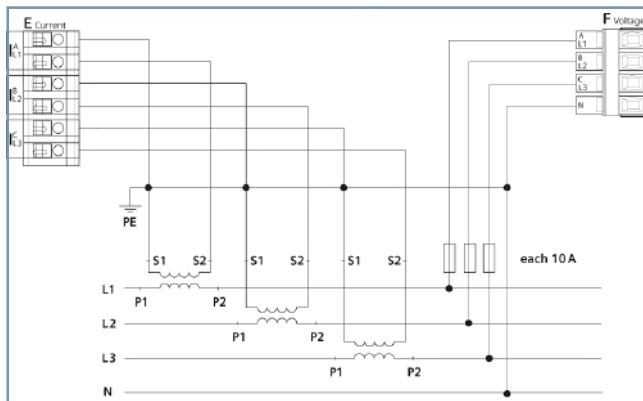 E Current
F Voltage
A
L1
I
B
L2
I
C
L3
I
A
L1
B
L2
C
L3
N
PE
S1 S2 S1 S2 S1 S2
each 10 A
L1
P1 P2
L2
P1 P2
L3
P1 P2
N